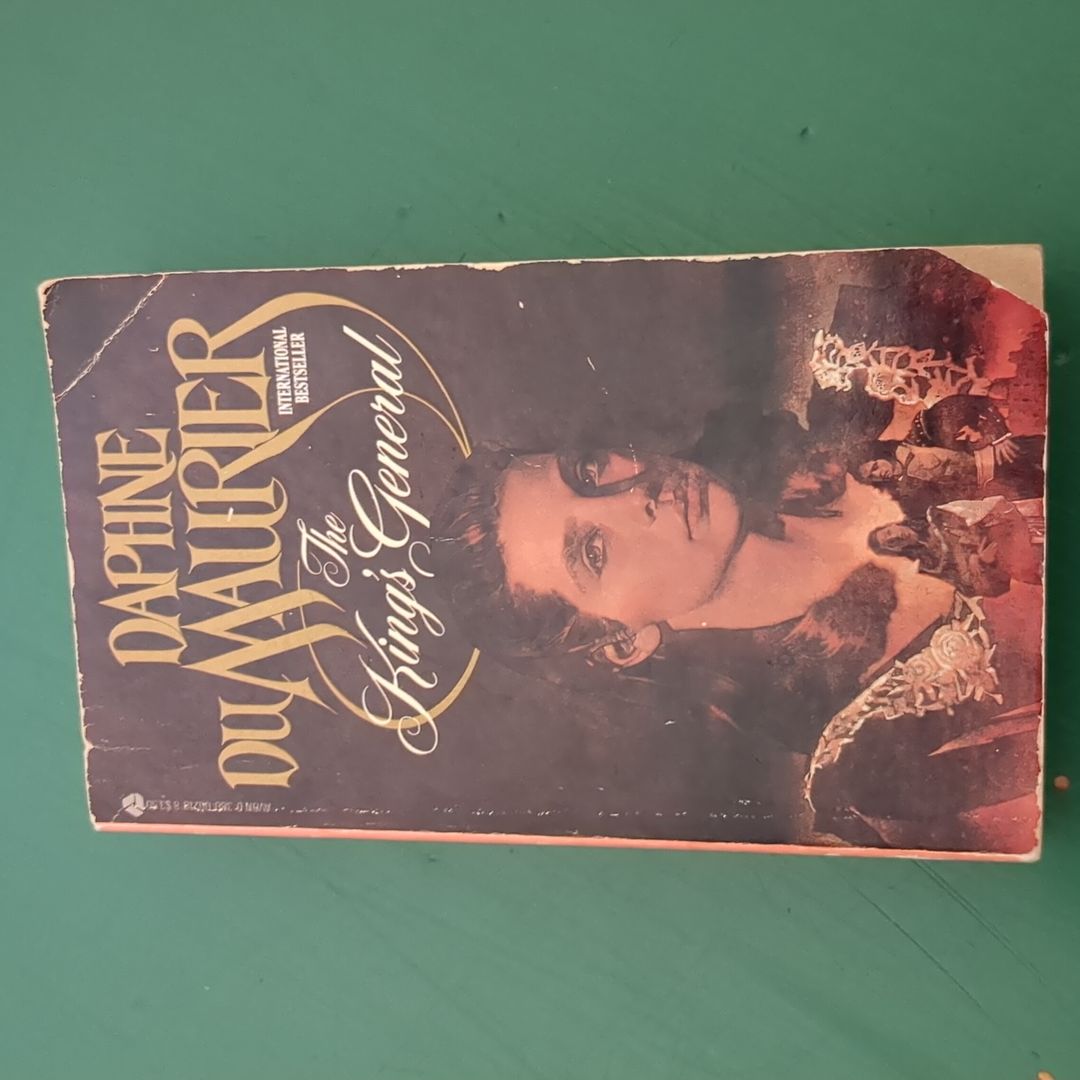 DAPHNE
DU MAURIER
INTERNATIONAL
BESTSELLER
The
King's General